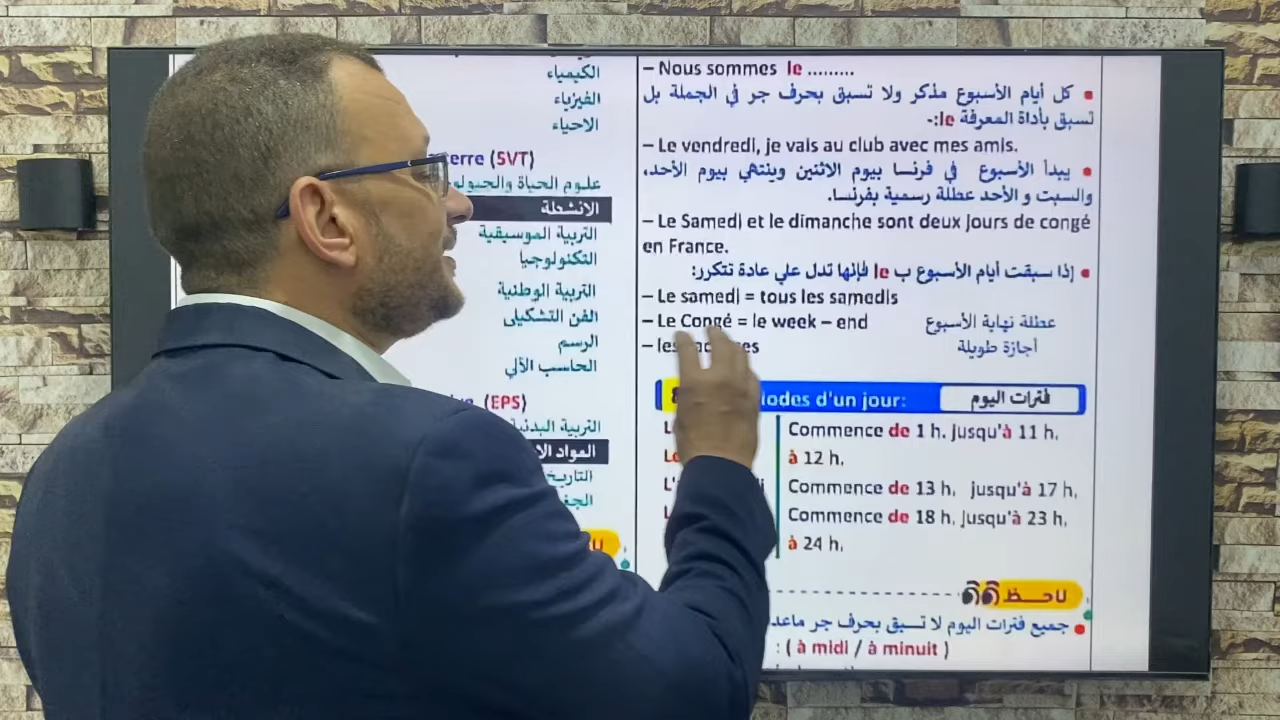 الكيمياء
الفيزياء
الاحياء
terre (SVT)
علوم الحياة
الانشطة
التربية الموسيقية
التكنولوجيا
التربية الوطنية
الفن التشكيلى
الرسم
الحاسب الآلي
(EPS)
التربية
المواد
– Nous sommes le .........
• كل أيام الأسبوع مذكر ولا تسبق بحرف جر في الجملة بل
تسبق بأداة المعرفة le:-
– Le vendredi, je vais au club avec mes amis.
• يبدأ الأسبوع في فرنسا بيوم الاثنين وينتهي بيوم الأحد،
والسبت و الأحد عطلة رسمية بفرنسا.
– Le Samedi et le dimanche sont deux jours de congé
en France.
• إذا سبقت أيام الأسبوع ب le فإنها تدل علي عادة تتكرر:
– Le samedi = tous les samedis
– Le Congé = le week – end عطلة نهاية الأسبوع
– les أجازة طويلة
d'un jour: فترات اليوم
Commence de 1 h. jusqu'à 11 h.
à 12 h.
Commence de 13 h. jusqu'à 17 h.
Commence de 18 h. jusqu'à 23 h.
à 24 h.
لاحظ
• جميع فترات اليوم لا تسبق بحرف جر ماعدا
( à midi / à minuit ) :